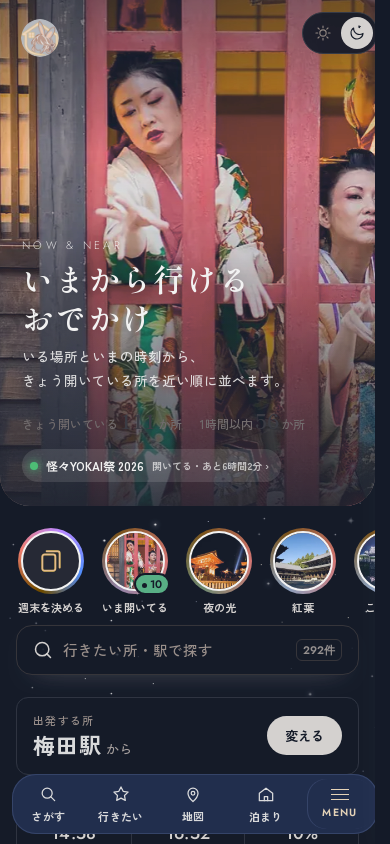 NOW & NEAR
いまから行ける
おでかけ
いる場所といまの時刻から、
きょう開いている所を近い順に並べます。
きょう開いている
か所
1時間以内
か所
怪々YOKAI祭 2026 開いてる・あと6時間2分 ›
10
週末を決める
いま開いてる
夜の光
紅葉
行きたい所・駅で探す
292件
出発する所
梅田駅 から
変える
さがす
行きたい
地図
泊まり
MENU